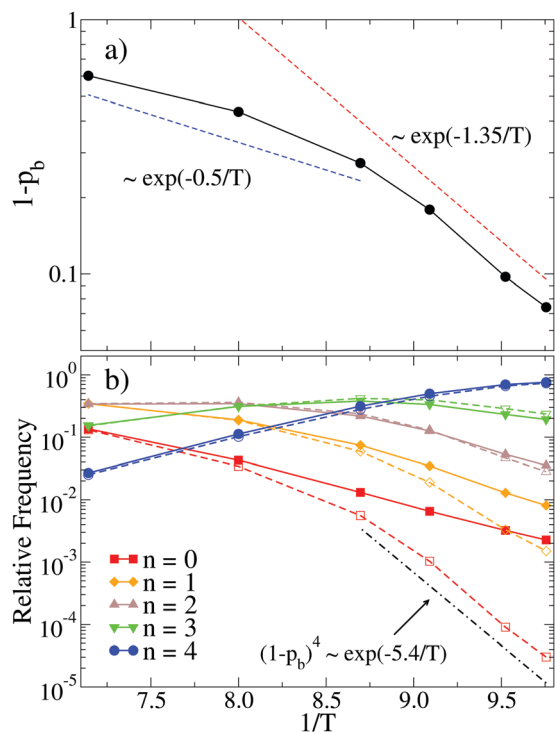 1
a)
~ exp(-1.35/T)
~ exp(-0.5/T)
1-p_b
0.1
10^0
b)
10^-1
10^-2
Relative Frequency
10^-3
n = 0
n = 1
n = 2
n = 3
n = 4
10^-4
(1-p_b)^4 ~ exp(-5.4/T)
10^-5
7.5 8.0 8.5 9.0 9.5
1/T